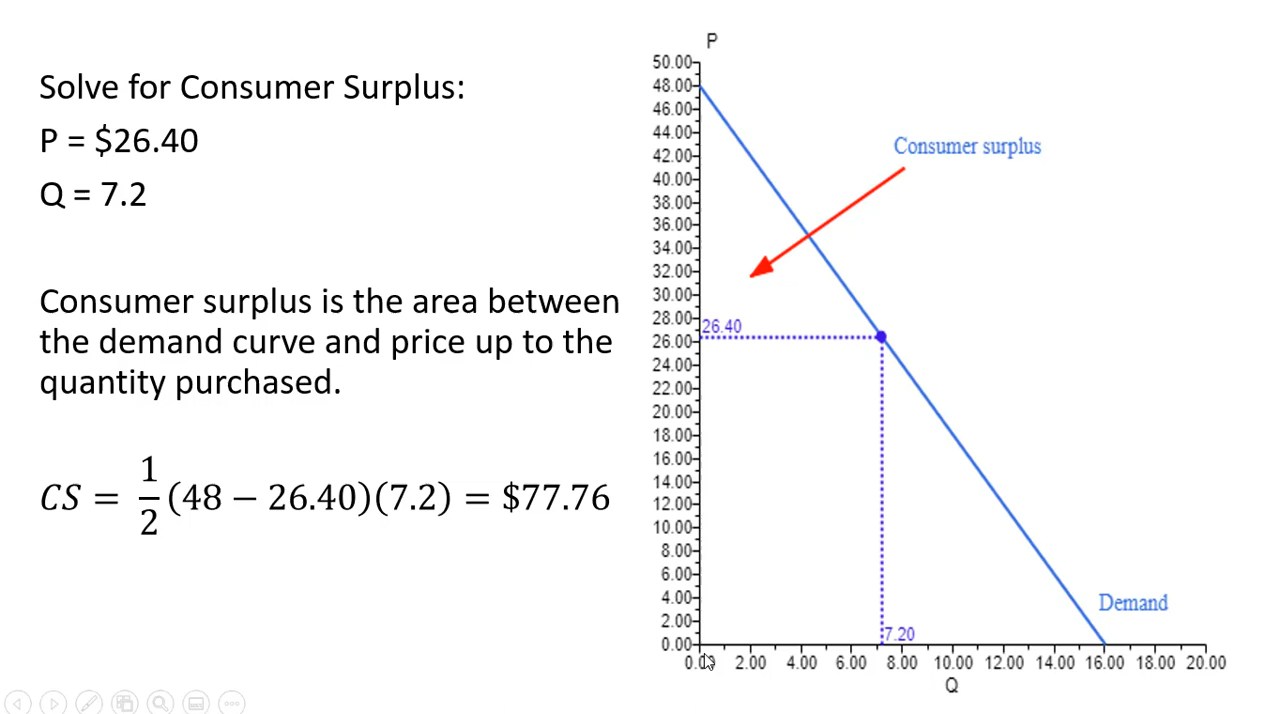 Solve for Consumer Surplus:
P = $26.40
Q = 7.2
Consumer surplus is the area between
the demand curve and price up to the
quantity purchased.
CS = 1/2 (48 − 26.40)(7.2) = $77.76
P
50.00
48.00
46.00
44.00
42.00
40.00
38.00
36.00
34.00
32.00
30.00
28.00
26.00
24.00
22.00
20.00
18.00
16.00
14.00
12.00
10.00
8.00
6.00
4.00
2.00
0.00
Consumer surplus
26.40
Demand
7.20
2.00 4.00 6.00 8.00 10.00 12.00 14.00 16.00 18.00 20.00
Q